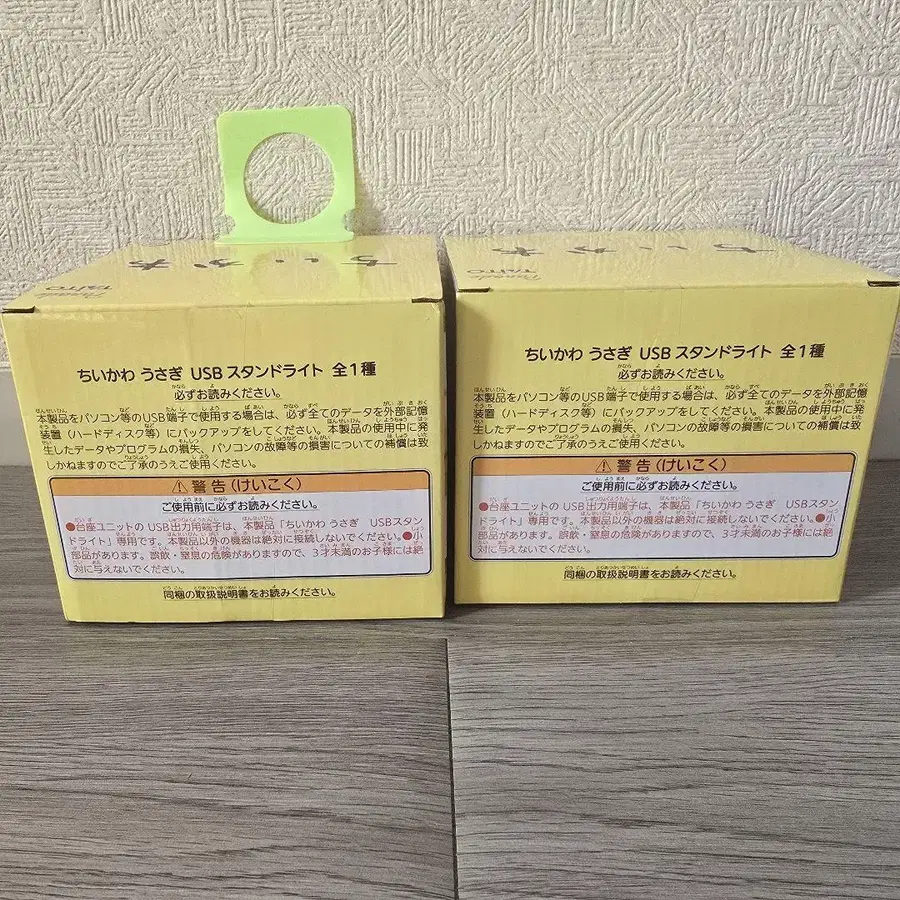 ちいかわ
TAITO
ちいかわ うさぎ USB スタンドライト 全1種
必ずお読みください。
本製品をパソコン等のUSB端子で使用する場合は、必ず全てのデータを外部記憶
装置（ハードディスク等）にバックアップをしてください。本製品の使用中に発
生したデータやプログラムの損失、パソコンの故障等の損害についての補償は致
しかねますのでご了承のうえご使用ください。
⚠警告（けいこく）
ご使用前に必ずお読みください。
●台座ユニットのUSB出力用端子は、本製品「ちいかわ うさぎ　USBスタン
ドライト」専用です。本製品以外の機器は絶対に接続しないでください。●小
部品があります。誤飲・窒息の危険がありますので、3才未満のお子様には絶
対に与えないでください。
同梱の取扱説明書をお読みください。
ちいかわ
TAITO
ちいかわ うさぎ USB スタンドライト 全1種
必ずお読みください。
本製品をパソコン等のUSB端子で使用する場合は、必ず全てのデータを外部記憶
装置（ハードディスク等）にバックアップをしてください。本製品の使用中に発
生したデータやプログラムの損失、パソコンの故障等の損害についての補償は致
しかねますのでご了承のうえご使用ください。
⚠警告（けいこく）
ご使用前に必ずお読みください。
●台座ユニットのUSB出力用端子は、本製品「ちいかわ うさぎ　USBスタン
ドライト」専用です。本製品以外の機器は絶対に接続しないでください。●小
部品があります。誤飲・窒息の危険がありますので、3才未満のお子様には絶
対に与えないでください。
同梱の取扱説明書をお読みください。